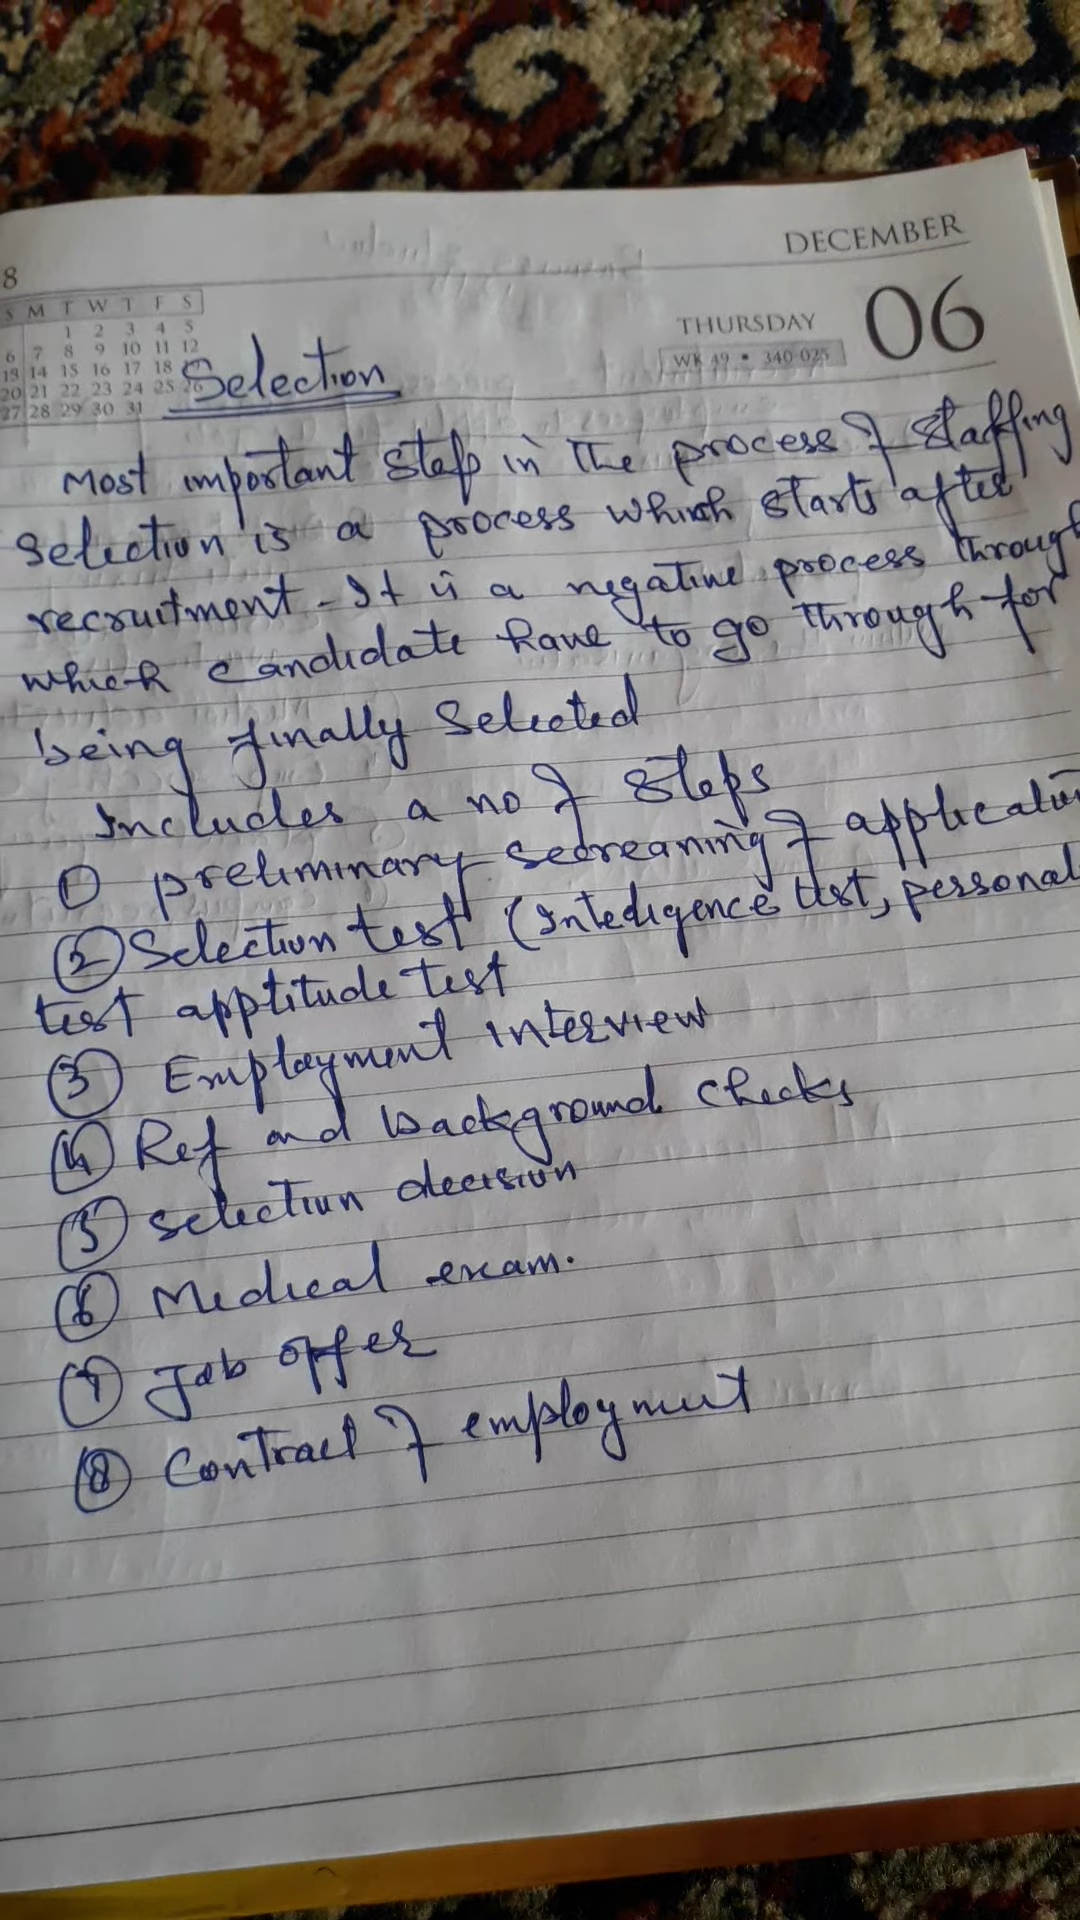 DECEMBER
8
S M T W T F S
1 2 3 4 5
6 7 8 9 10 11 12
13 14 15 16 17 18
20 21 22 23 24 25 26
27 28 29 30 31
THURSDAY
06
WK 49 • 340-025
Selection
Most important step in the process of staffing
Selection is a process which starts after
recruitment. It is a negative process through
which candidate have to go through for
being finally selected
Includes a no of steps
① preliminary secreaning of application
② Selection test (Intedigence test, personal
test apptitude test
③ Employment interview
④ Ref and background checks
⑤ selection decision
⑥ Medical exam.
⑦ Job offer
⑧ Contract of employment